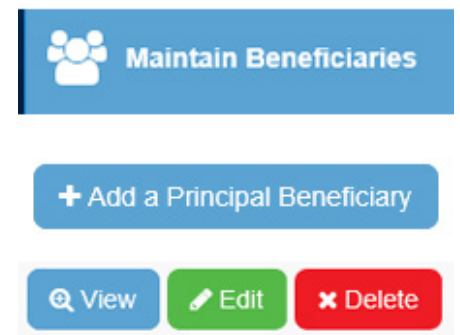 Maintain Beneficiaries
+ Add a Principal Beneficiary
View Edit Delete